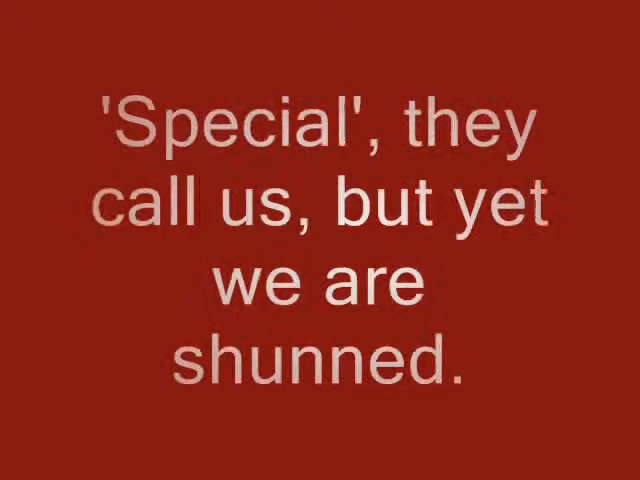 'Special', they
call us, but yet
we are
shunned.